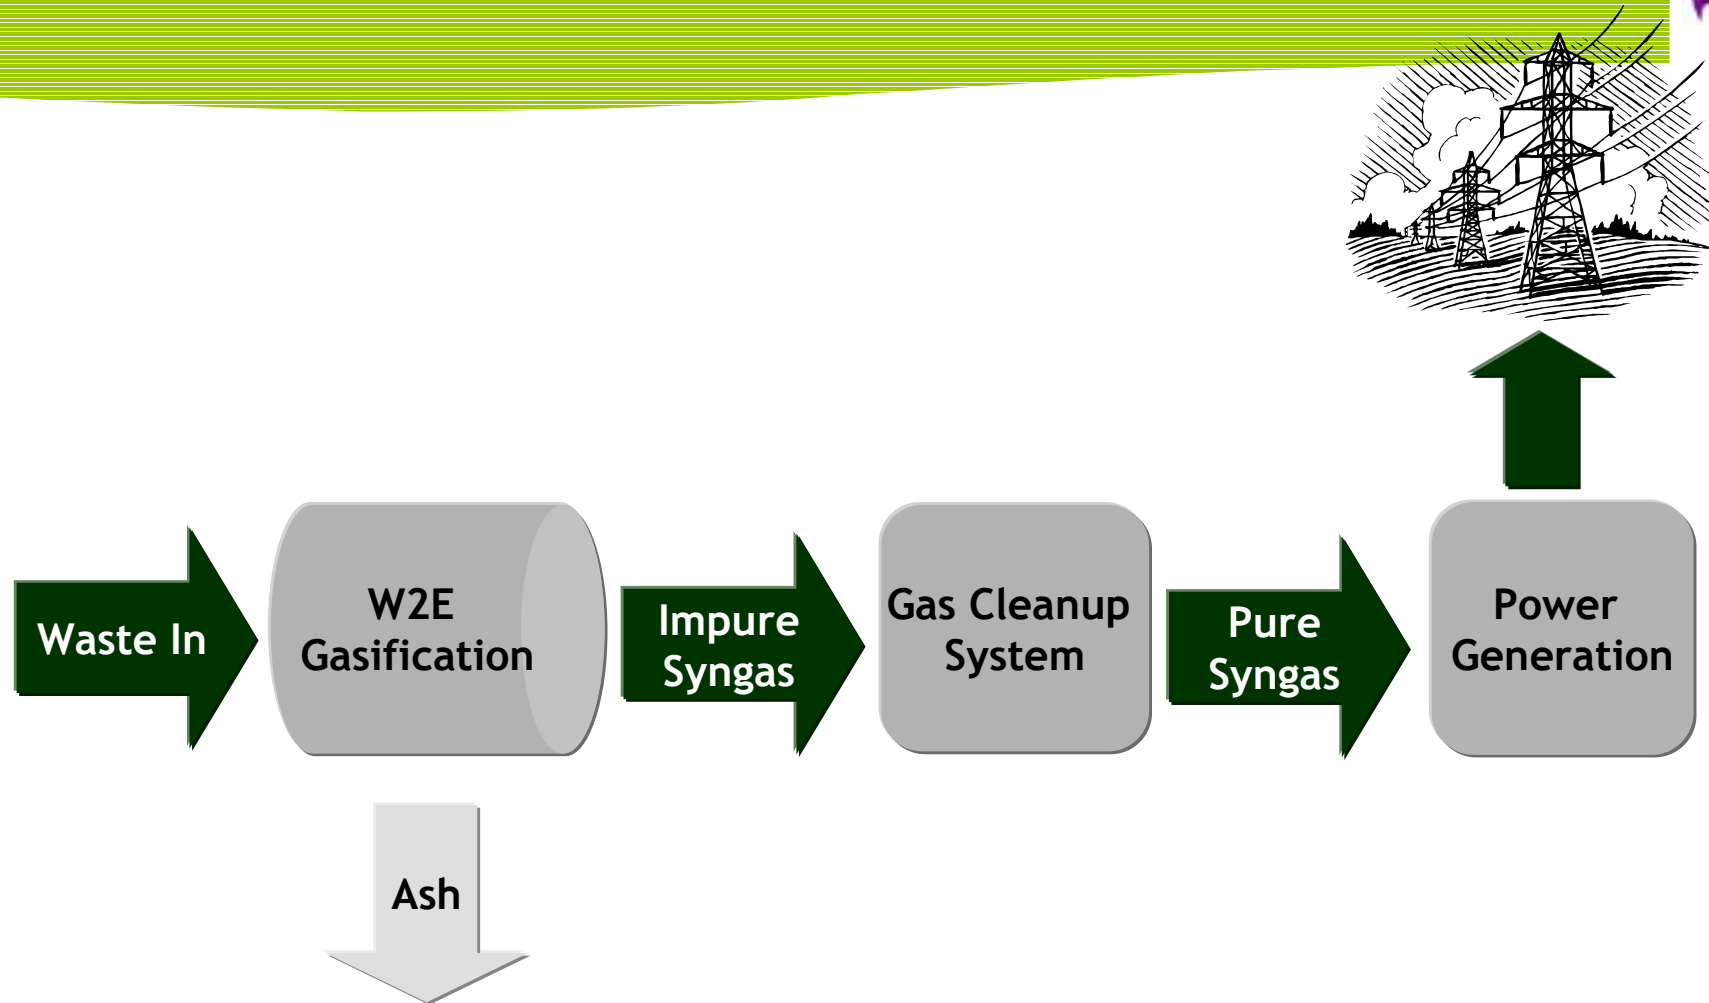 Waste In
W2E
Gasification
Impure
Syngas
Gas Cleanup
System
Pure
Syngas
Power
Generation
Ash